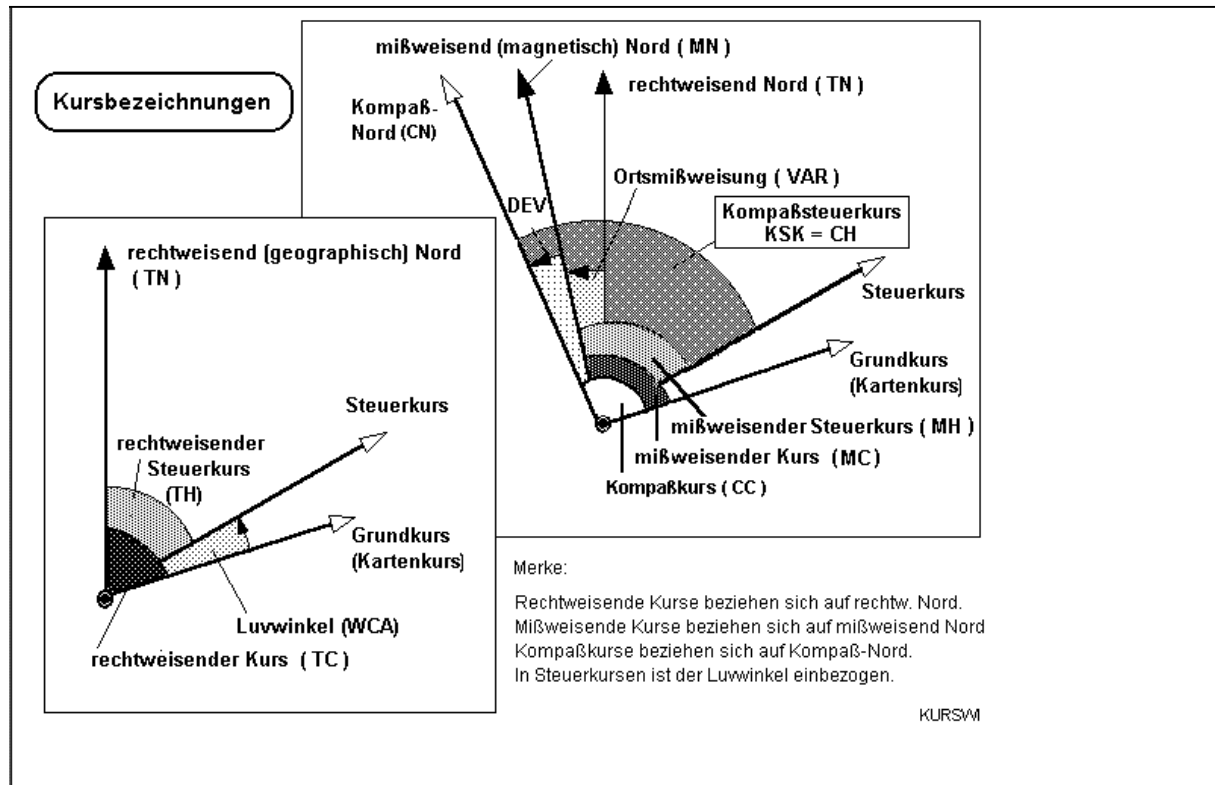 Kursbezeichnungen
mißweisend (magnetisch) Nord ( MN )
rechtweisend Nord ( TN )
Kompaß-
Nord (CN)
Ortsmißweisung ( VAR )
DEV
Kompaßsteuerkurs
KSK = CH
Steuerkurs
Grundkurs
(Kartenkurs)
mißweisender Steuerkurs ( MH )
mißweisender Kurs ( MC )
Kompaßkurs ( CC )
rechtweisend (geographisch) Nord
( TN )
Steuerkurs
rechtweisender
Steuerkurs
(TH)
Grundkurs
(Kartenkurs)
Luvwinkel (WCA)
rechtweisender Kurs ( TC )
Merke:
Rechtweisende Kurse beziehen sich auf rechtw. Nord.
Mißweisende Kurse beziehen sich auf mißweisend Nord
Kompaßkurse beziehen sich auf Kompaß-Nord.
In Steuerkursen ist der Luvwinkel einbezogen.
KURSWI